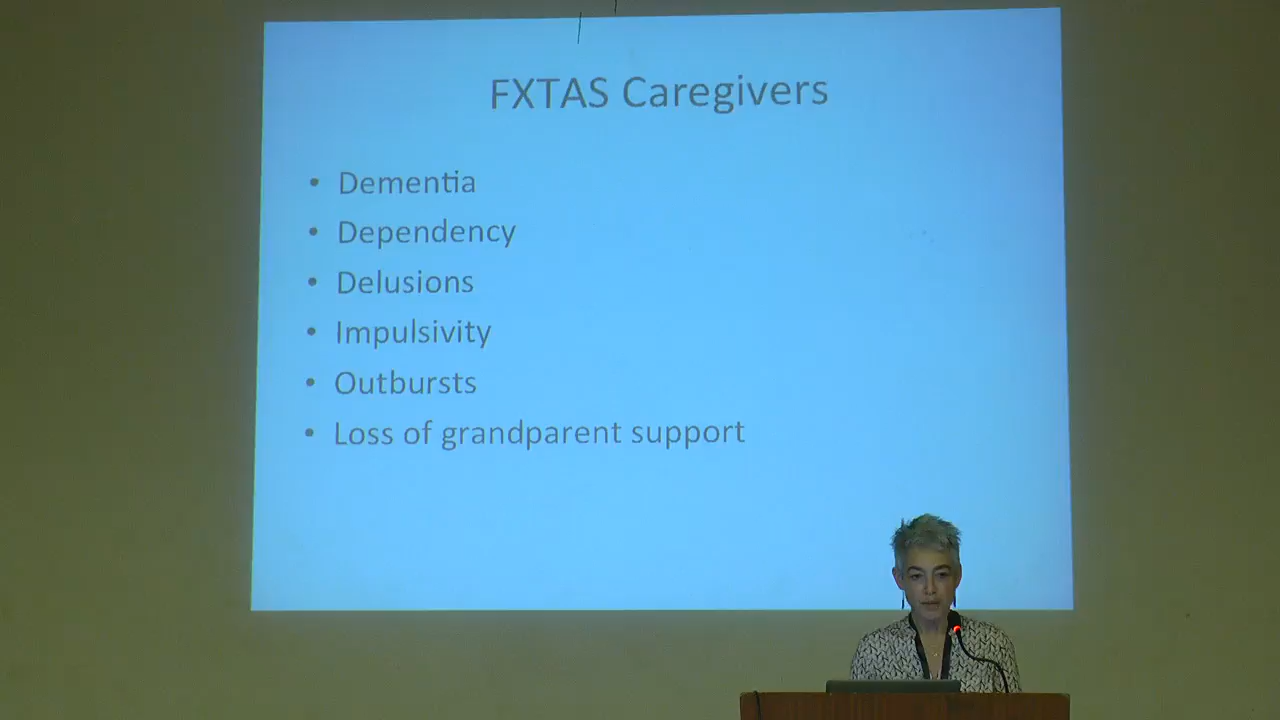 FXTAS Caregivers
• Dementia
• Dependency
• Delusions
• Impulsivity
• Outbursts
• Loss of grandparent support